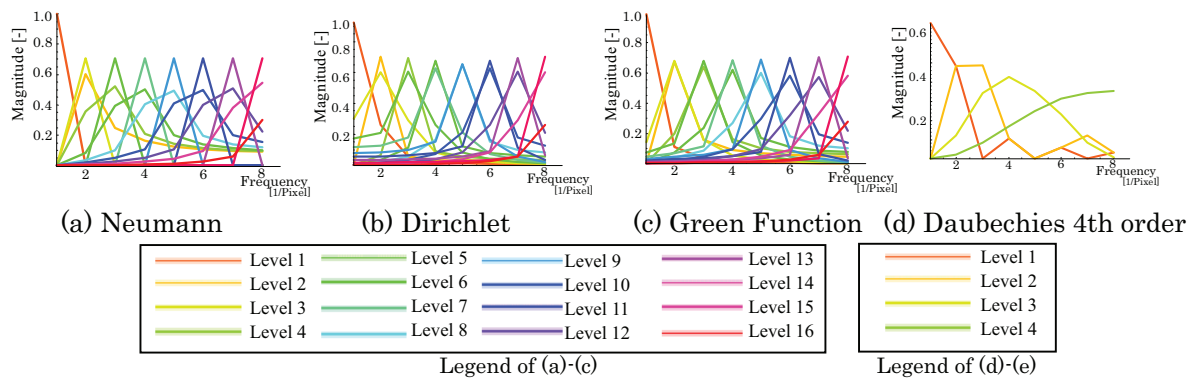 1.0
0.8
0.6
0.4
0.2
Magnitude [-]
2 4 6 8
Frequency
[1/Pixel]
(a) Neumann
1.0
0.8
0.6
0.4
0.2
Magnitude [-]
2 4 6 8
Frequency
[1/Pixel]
(b) Dirichlet
1.0
0.8
0.6
0.4
0.2
Magnitude [-]
2 4 6 8
Frequency
[1/Pixel]
(c) Green Function
0.4
0.2
Magnitude [-]
2 4 6 8
Frequency
[1/Pixel]
(d) Daubechies 4th order
Level 1
Level 2
Level 3
Level 4
Level 5
Level 6
Level 7
Level 8
Level 9
Level 10
Level 11
Level 12
Level 13
Level 14
Level 15
Level 16
Legend of (a)-(c)
Level 1
Level 2
Level 3
Level 4
Legend of (d)-(e)